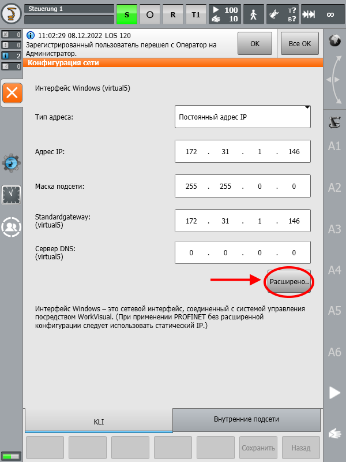 Steuerung 1
S O R T1
100
10
T?
B?
∞
0
0
2
0
11:02:29 08.12.2022 LOS 120
Зарегистрированный пользователь перешел с Оператор на
Администратор.
OK
Все OK
Конфигурация сети
Интерфейс Windows (virtual5)
Тип адреса:
Постоянный адрес IP
Адрес IP:
172 . 31 . 1 . 146
Маска подсети:
255 . 255 . 0 . 0
Standardgateway:
(virtual5)
172 . 31 . 1 . 146
Сервер DNS:
(virtual5)
0 . 0 . 0 . 0
Расширено...
Интерфейс Windows – это сетевой интерфейс, соединенный с системой управления
посредством WorkVisual. (При применении PROFINET без расширенной
конфигурации следует использовать статический IP.)
KLI
Внутренние подсети
Сохранить
Назад
A1
A2
A3
A4
A5
A6